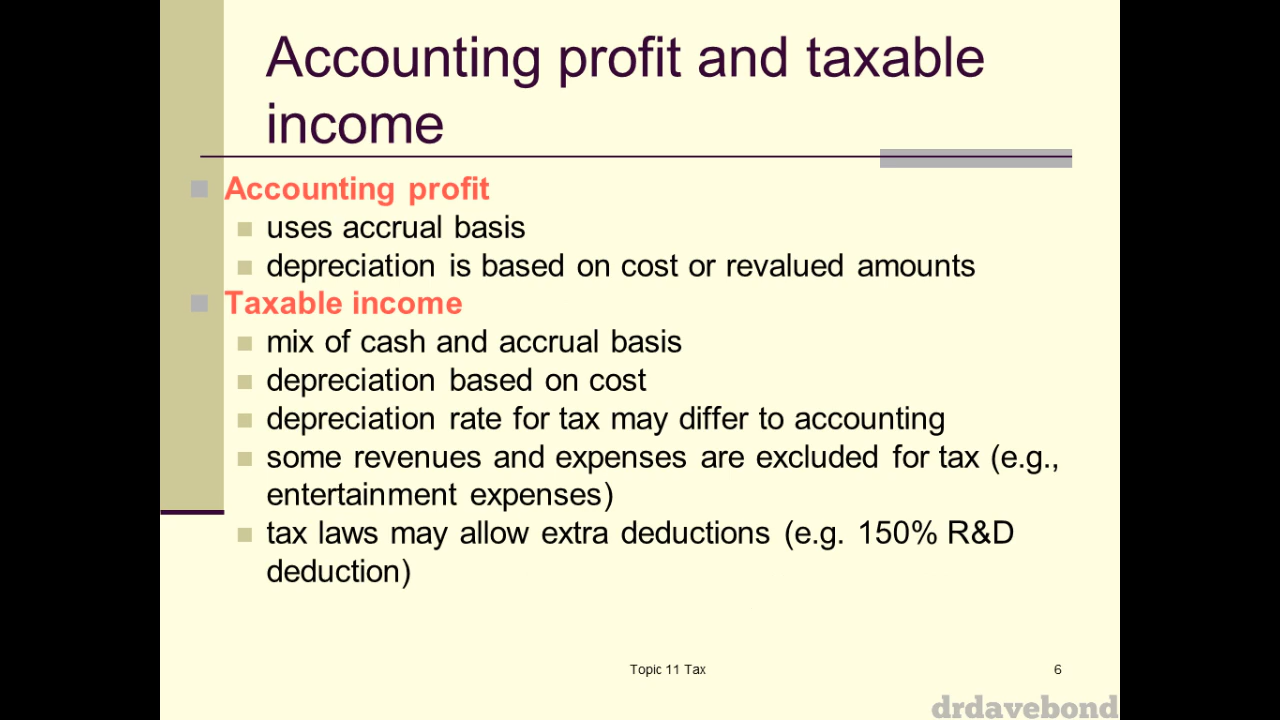 Accounting profit and taxable
income
Accounting profit
uses accrual basis
depreciation is based on cost or revalued amounts
Taxable income
mix of cash and accrual basis
depreciation based on cost
depreciation rate for tax may differ to accounting
some revenues and expenses are excluded for tax (e.g.,
entertainment expenses)
tax laws may allow extra deductions (e.g. 150% R&D
deduction)
Topic 11 Tax
6
drdavebond